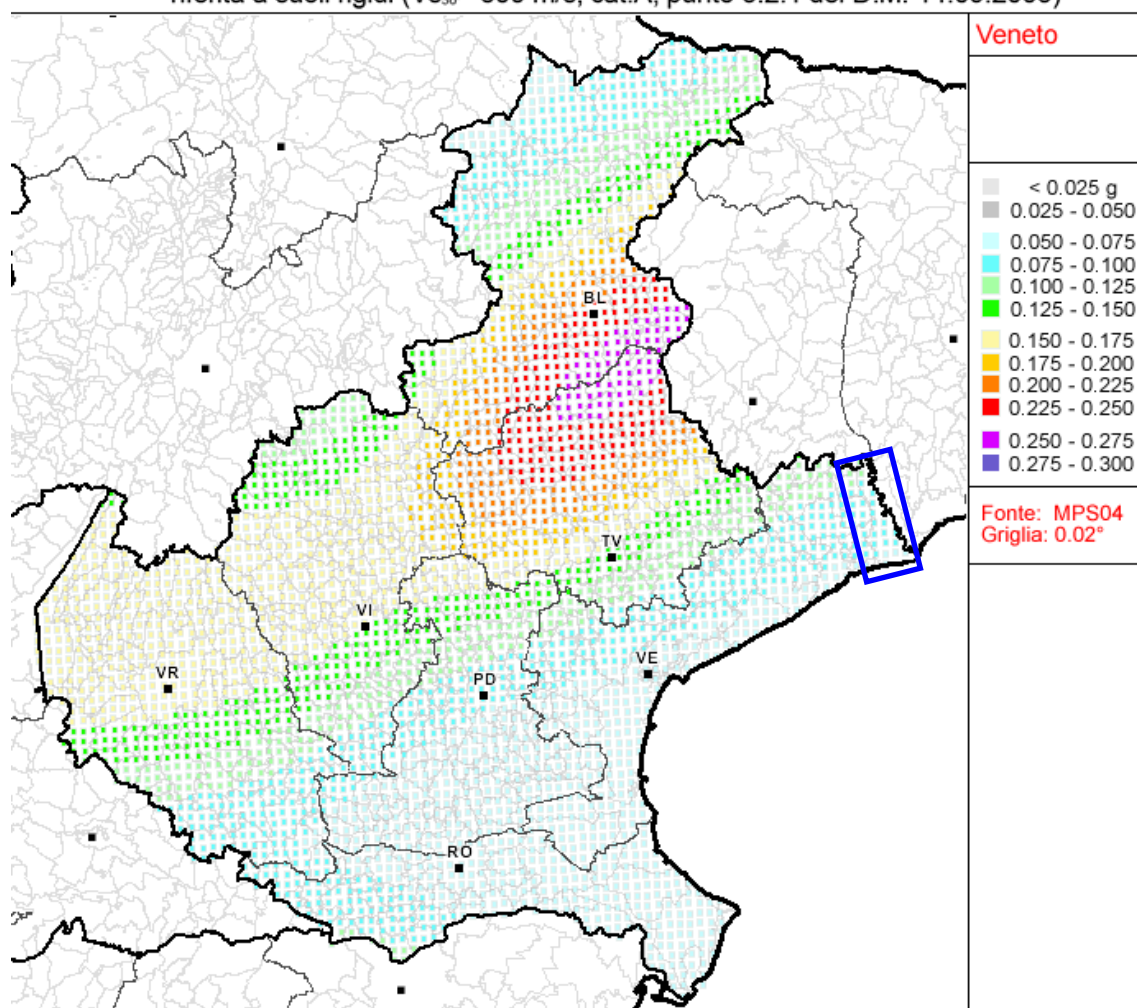 Veneto
< 0.025 g
0.025 - 0.050
0.050 - 0.075
0.075 - 0.100
0.100 - 0.125
0.125 - 0.150
0.150 - 0.175
0.175 - 0.200
0.200 - 0.225
0.225 - 0.250
0.250 - 0.275
0.275 - 0.300
Fonte: MPS04
Griglia: 0.02°
BL
TV
VI
VR
PD
VE
RO